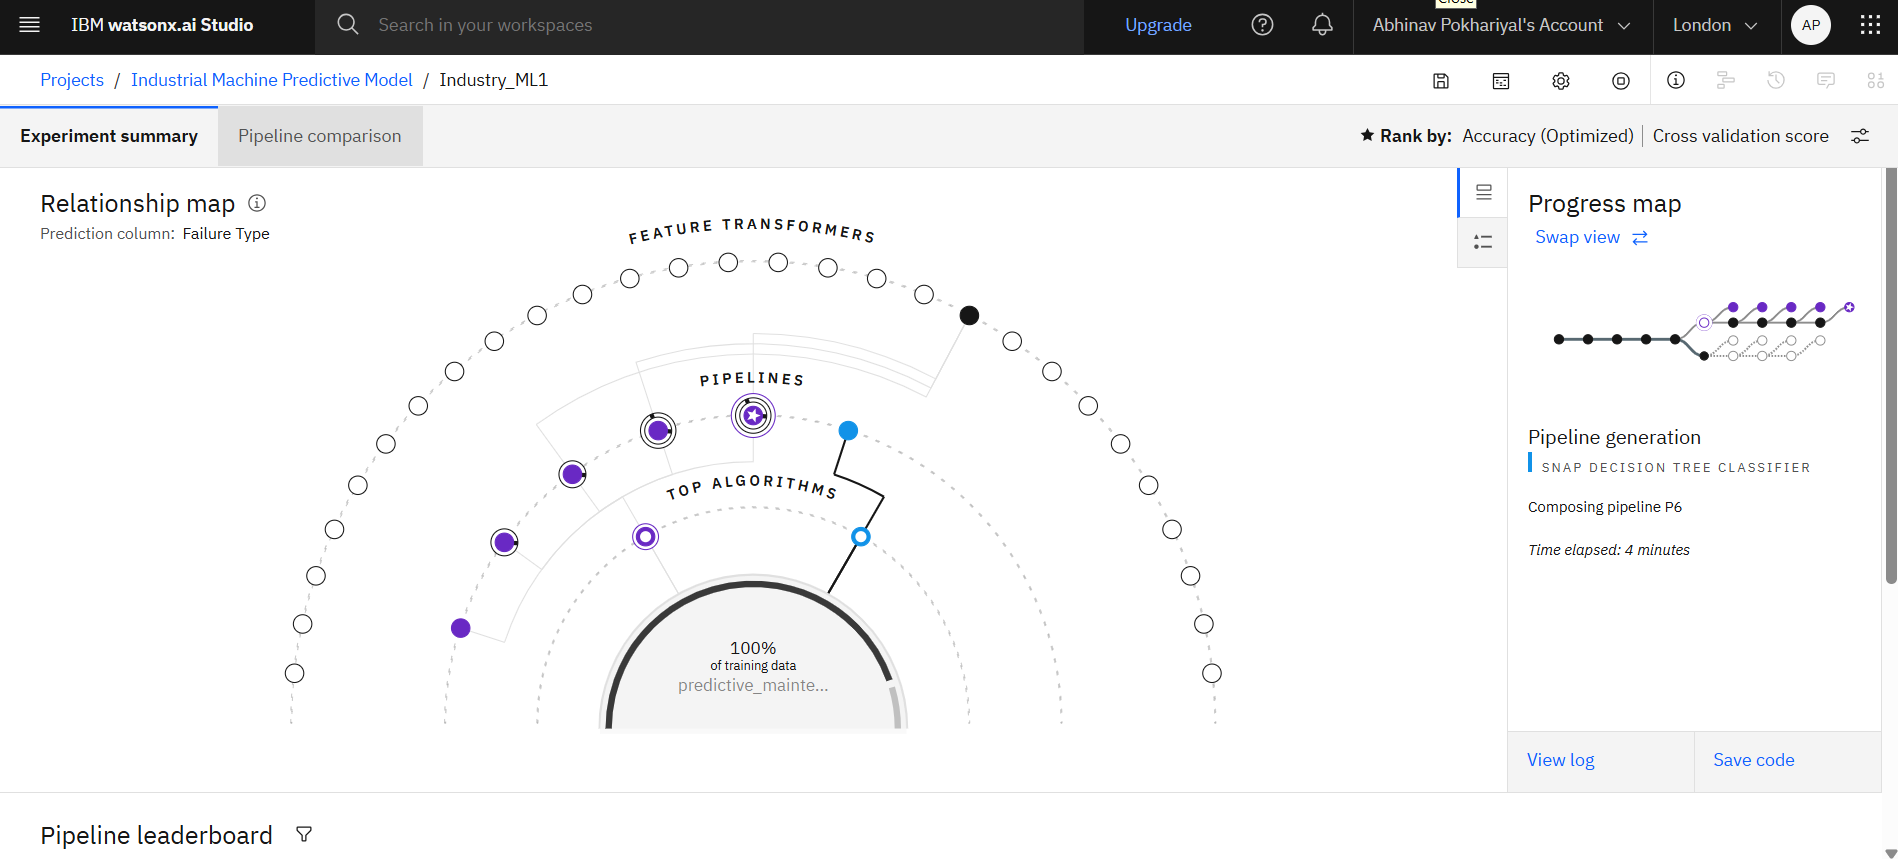 Close
IBM watsonx.ai Studio
Search in your workspaces
Upgrade
Abhinav Pokhariyal's Account
London
AP
Projects / Industrial Machine Predictive Model / Industry_ML1
Experiment summary
Pipeline comparison
Rank by: Accuracy (Optimized) | Cross validation score
Relationship map
Prediction column: Failure Type
FEATURE TRANSFORMERS
PIPELINES
TOP ALGORITHMS
100%
of training data
predictive_mainte...
Progress map
Swap view
Pipeline generation
SNAP DECISION TREE CLASSIFIER
Composing pipeline P6
Time elapsed: 4 minutes
View log
Save code
Pipeline leaderboard